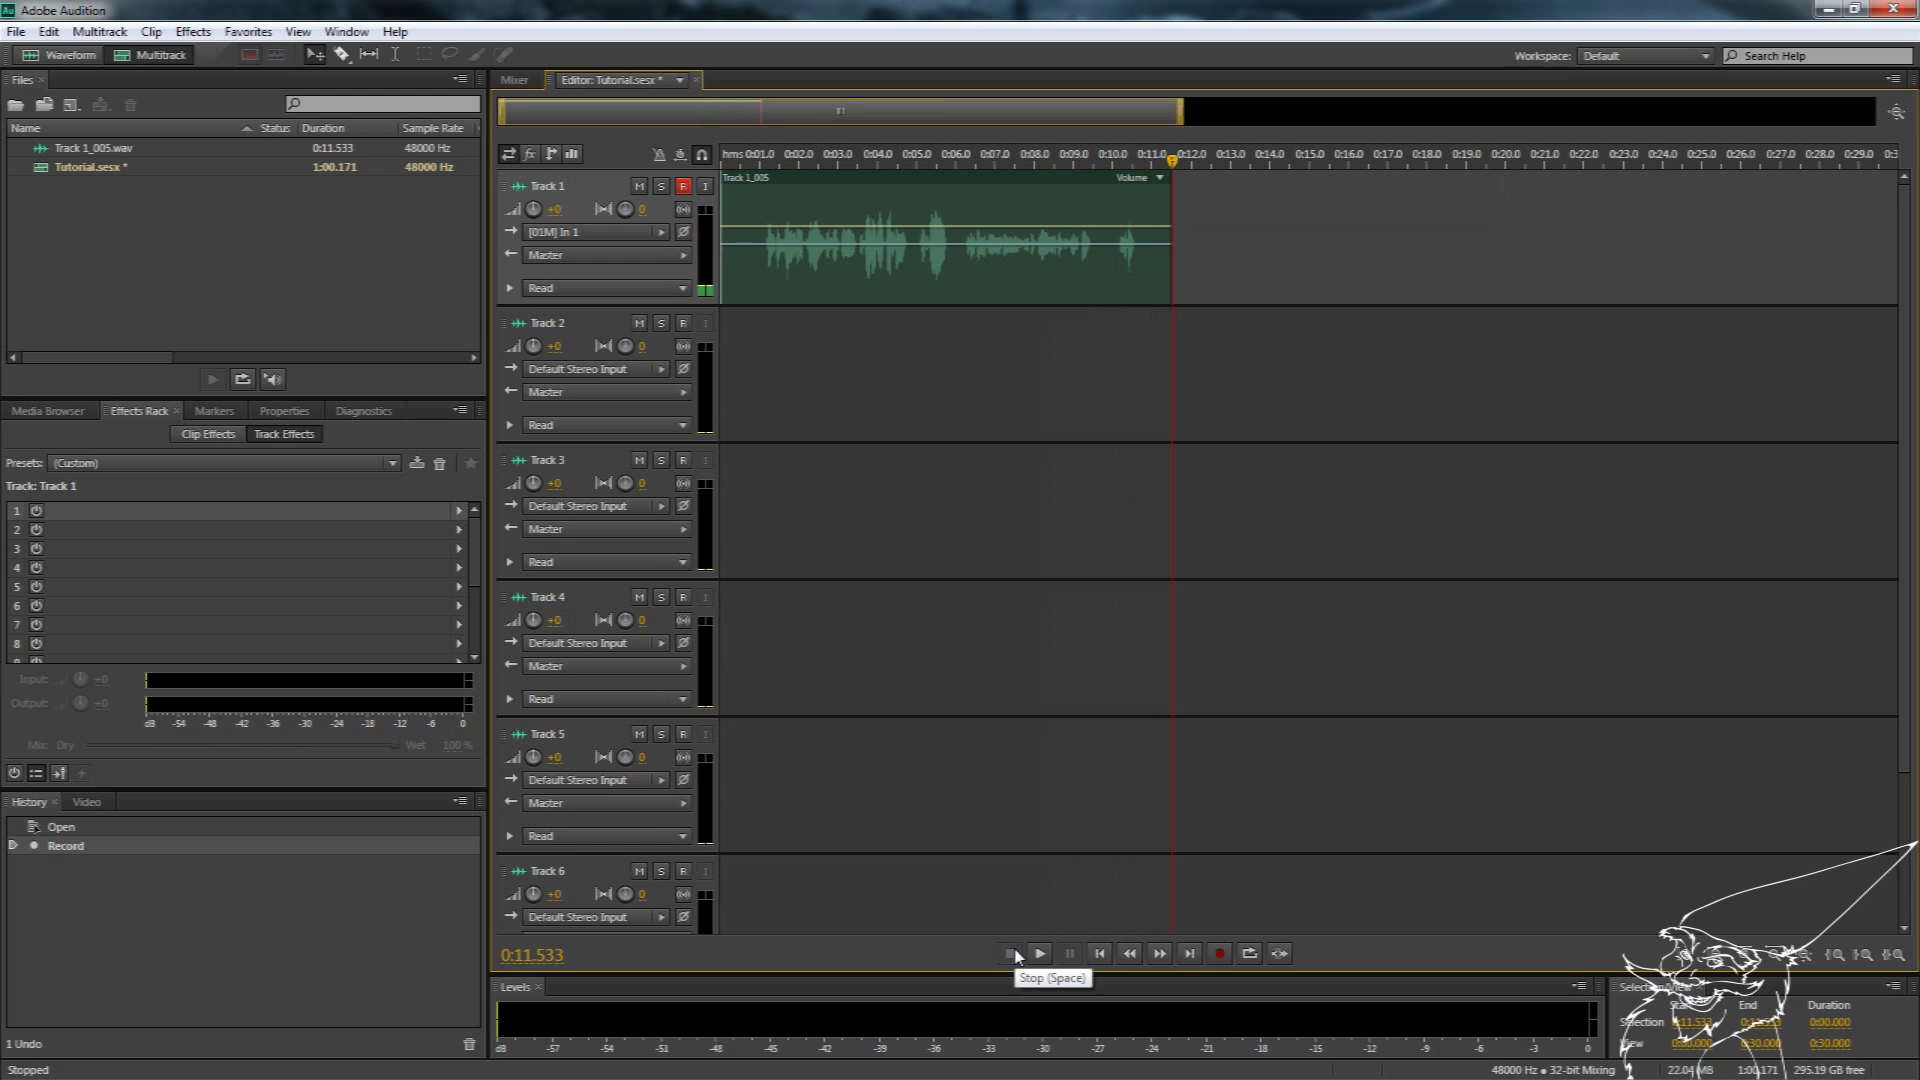 Au Adobe Audition
File Edit Multitrack Clip Effects Favorites View Window Help
Waveform Multitrack Workspace: Default Search Help
Files
Name Status Duration Sample Rate
Track 1_005.wav 0:11.533 48000 Hz
Tutorial.sesx * 1:00.171 48000 Hz
Media Browser Effects Rack Markers Properties Diagnostics
Clip Effects Track Effects
Presets: (Custom)
Track: Track 1
1
2
3
4
5
6
7
8
9
Input: +0
Output: +0
dB -54 -48 -42 -36 -30 -24 -18 -12 -6 0
Mix: Dry Wet 100 %
History Video
Open
Record
1 Undo
Stopped
Mixer Editor: Tutorial.sesx *
fx
hms 0:01.0 0:02.0 0:03.0 0:04.0 0:05.0 0:06.0 0:07.0 0:08.0 0:09.0 0:10.0 0:11.0 0:12.0 0:13.0 0:14.0 0:15.0 0:16.0 0:17.0 0:18.0 0:19.0 0:20.0 0:21.0 0:22.0 0:23.0 0:24.0 0:25.0 0:26.0 0:27.0 0:28.0 0:29.0 0:3
Track 1_005 Volume
Track 1 M S R I
+0 0
[01M] In 1
Master
Read
Track 2 M S R I
+0 0
Default Stereo Input
Master
Read
Track 3 M S R I
+0 0
Default Stereo Input
Master
Read
Track 4 M S R I
+0 0
Default Stereo Input
Master
Read
Track 5 M S R I
+0 0
Default Stereo Input
Master
Read
Track 6 M S R I
+0 0
Default Stereo Input
0:11.533
Stop (Space)
Levels
dB -57 -54 -51 -48 -45 -42 -39 -36 -33 -30 -27 -24 -21 -18 -15 -12 -9 -6 -3 0
Selection/View
Start End Duration
Selection 0:11.533 0:11.533 0:00.000
View 0:00.000 0:30.000 0:30.000
48000 Hz ● 32-bit Mixing 22.04 MB 1:00.171 295.19 GB free